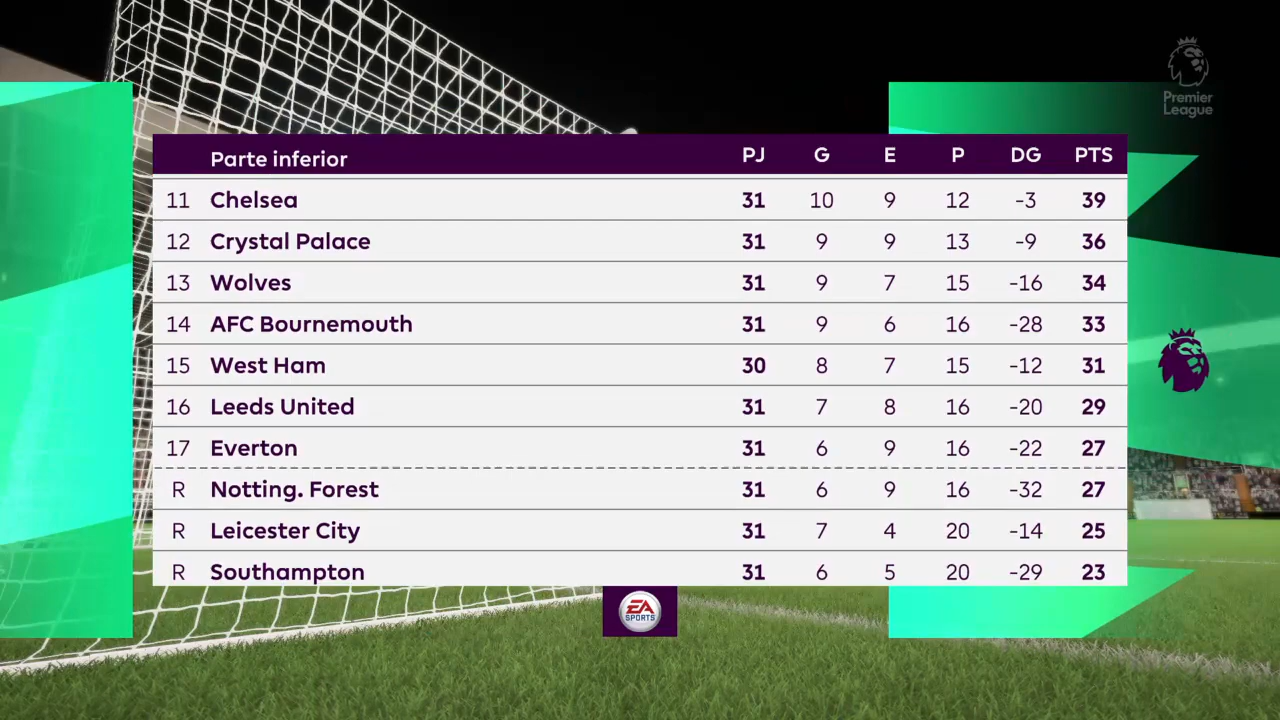 Premier
League
Parte inferior PJ G E P DG PTS
11 Chelsea 31 10 9 12 -3 39
12 Crystal Palace 31 9 9 13 -9 36
13 Wolves 31 9 7 15 -16 34
14 AFC Bournemouth 31 9 6 16 -28 33
15 West Ham 30 8 7 15 -12 31
16 Leeds United 31 7 8 16 -20 29
17 Everton 31 6 9 16 -22 27
R Notting. Forest 31 6 9 16 -32 27
R Leicester City 31 7 4 20 -14 25
R Southampton 31 6 5 20 -29 23
EA
SPORTS